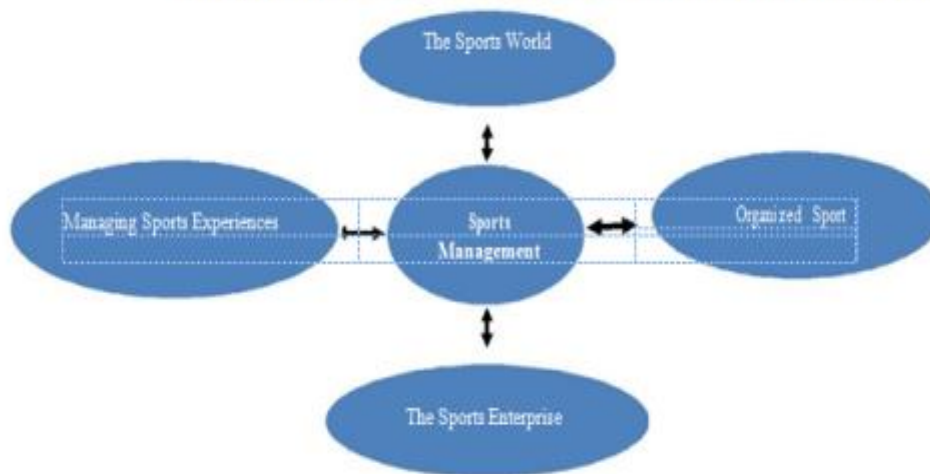 The Sports World
Managing Sports Experiences
Sports
Management
Organized Sport
The Sports Enterprise